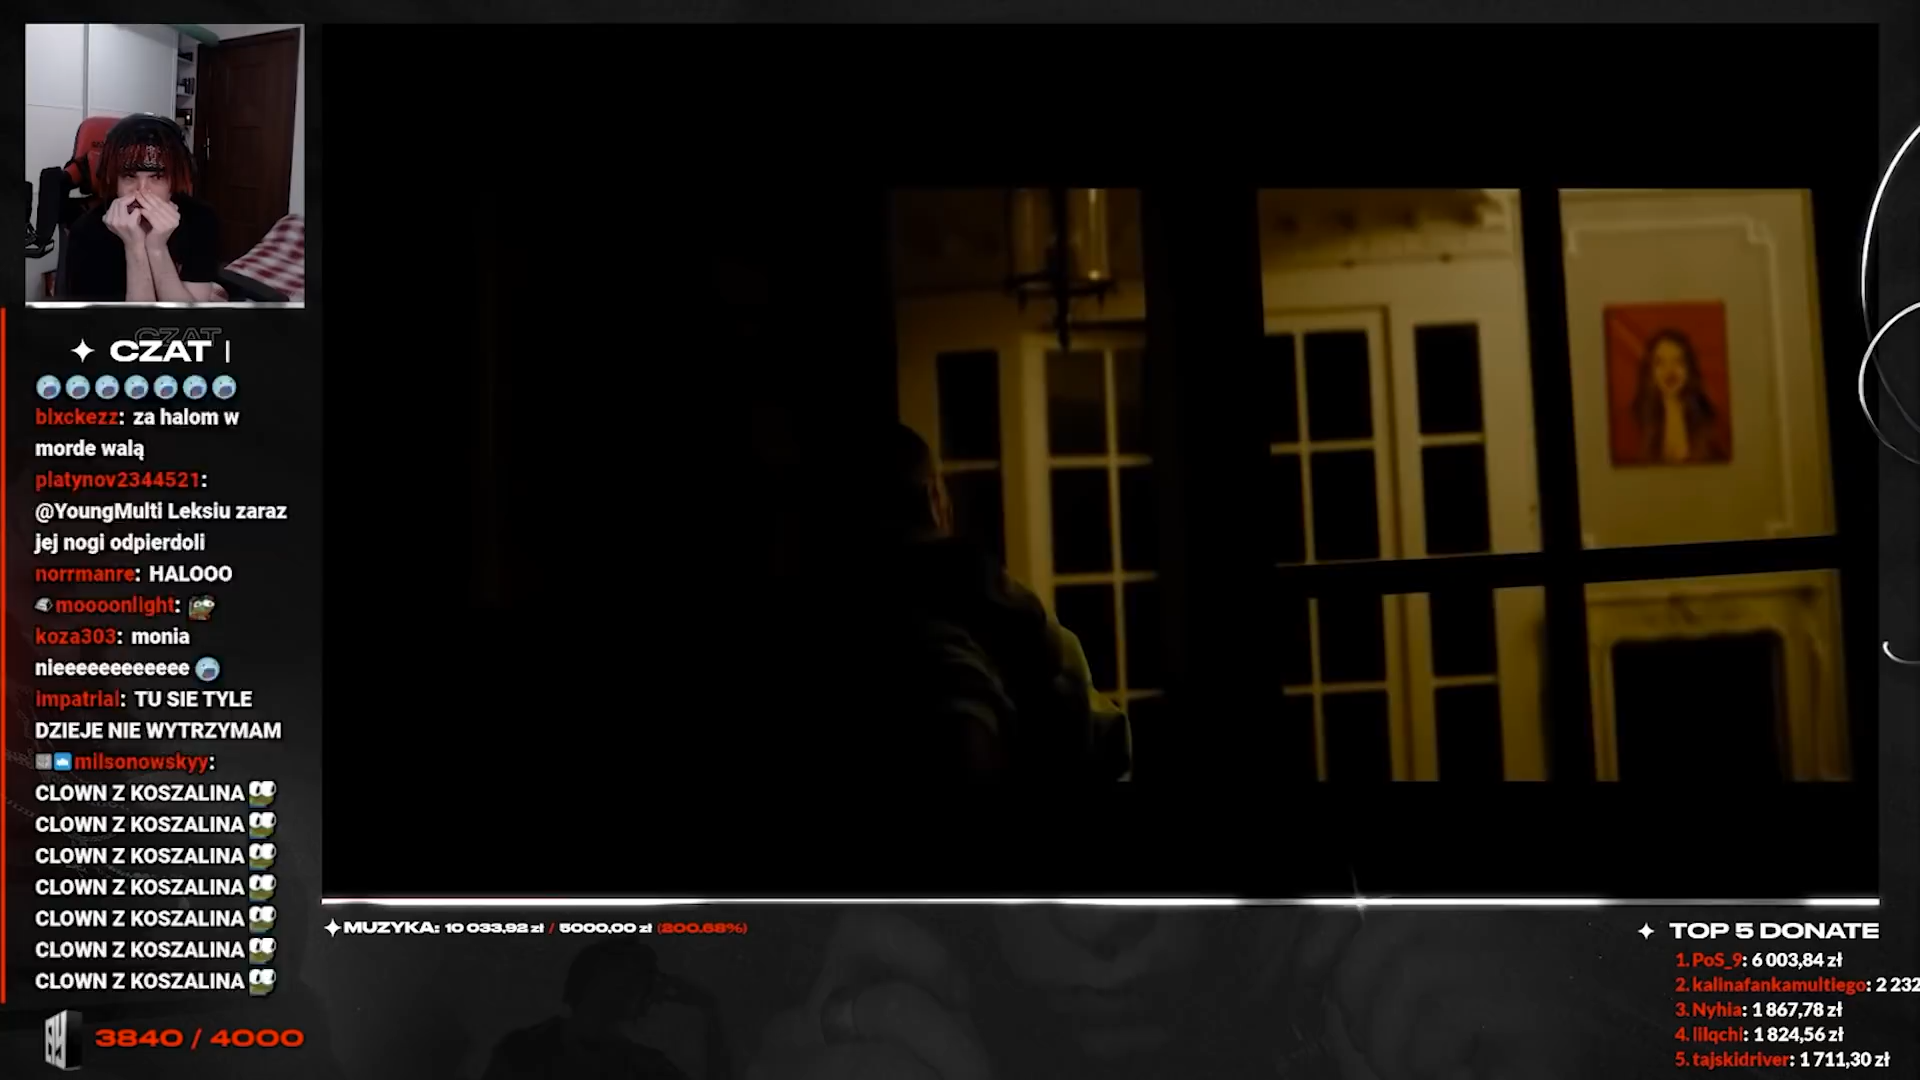 CZAT
CZAT |
blxckezz: za halom w
morde walą
platynov2344521:
@YoungMulti Leksiu zaraz
jej nogi odpierdoli
norrmanre: HALOOO
moooonlight:
koza303: monia
nieeeeeeeeeeee
impatrial: TU SIE TYLE
DZIEJE NIE WYTRZYMAM
milsonowskyy:
CLOWN Z KOSZALINA
CLOWN Z KOSZALINA
CLOWN Z KOSZALINA
CLOWN Z KOSZALINA
CLOWN Z KOSZALINA
CLOWN Z KOSZALINA
CLOWN Z KOSZALINA
3840 / 4000
MUZYKA: 10 033,92 zł / 5000,00 zł (200.68%)
TOP 5 DONATE
1. PoS_9: 6 003,84 zł
2. kalinafankamultiego: 2 232
3. Nyhia: 1 867,78 zł
4. lilqchi: 1 824,56 zł
5. tajskidriver: 1 711,30 zł